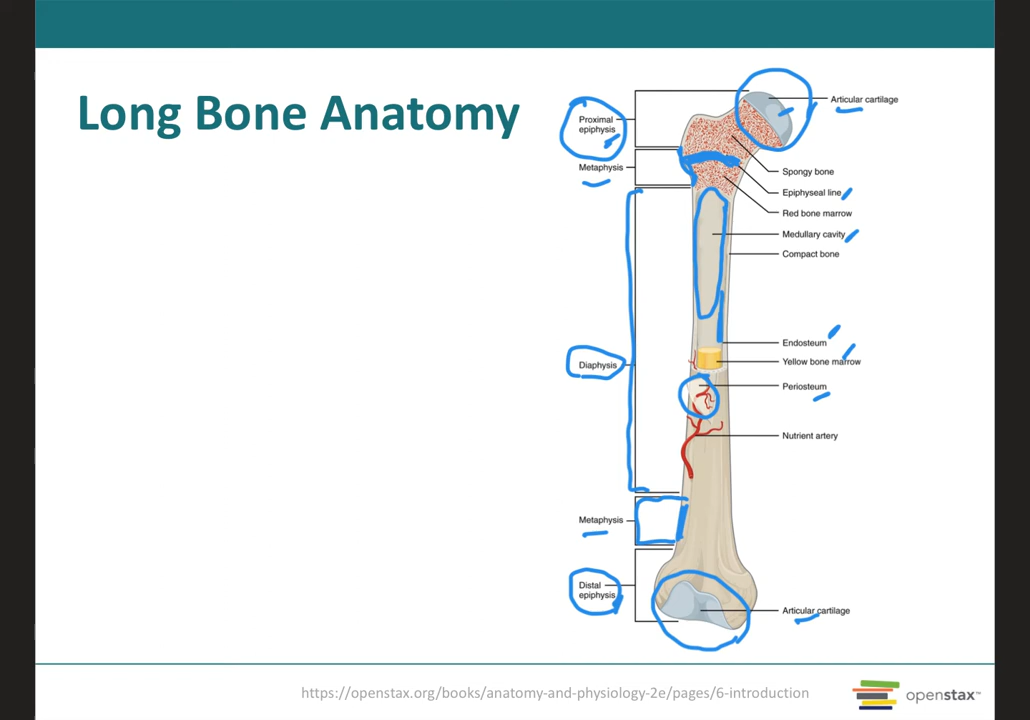 Long Bone Anatomy
Proximal
epiphysis
Metaphysis
Diaphysis
Metaphysis
Distal
epiphysis
Articular cartilage
Spongy bone
Epiphyseal line
Red bone marrow
Medullary cavity
Compact bone
Endosteum
Yellow bone marrow
Periosteum
Nutrient artery
Articular cartilage
https://openstax.org/books/anatomy-and-physiology-2e/pages/6-introduction
openstax™